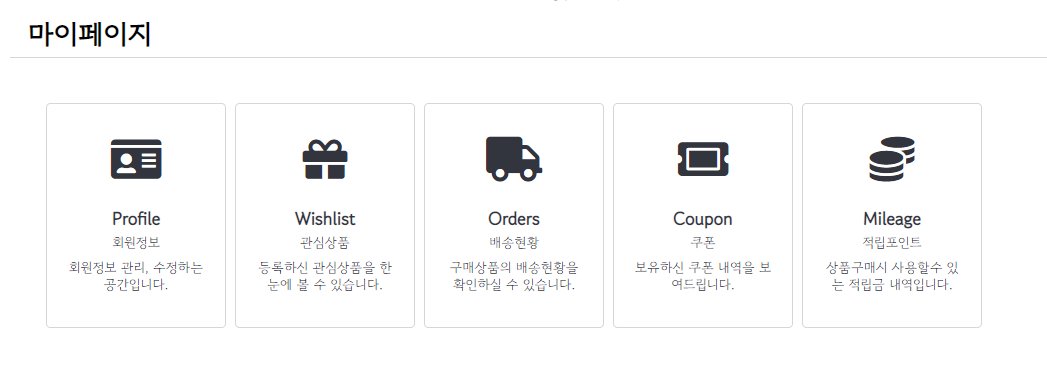 마이페이지
Profile
회원정보
회원정보 관리, 수정하는
공간입니다.
Wishlist
관심상품
등록하신 관심상품을 한
눈에 볼 수 있습니다.
Orders
배송현황
구매상품의 배송현황을
확인하실 수 있습니다.
Coupon
쿠폰
보유하신 쿠폰 내역을 보
여드립니다.
Mileage
적립포인트
상품구매시 사용할수 있
는 적립금 내역입니다.